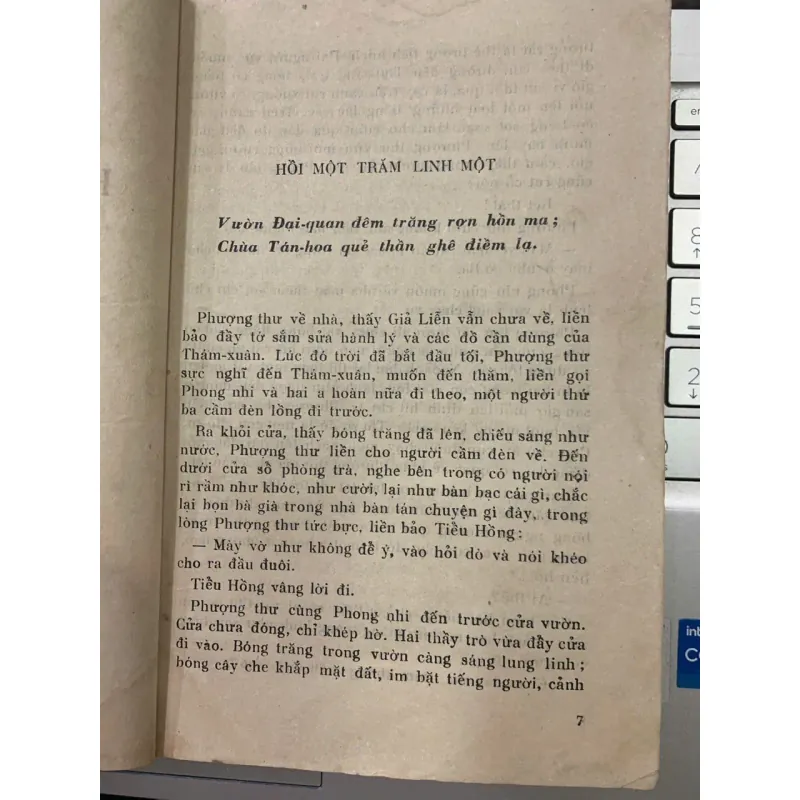 HỒI MỘT TRĂM LINH MỘT
Vườn Đại-quan đêm trăng rợn hồn ma ;
Chùa Tán-hoa quẻ thần ghê điềm lạ.
Phượng thư về nhà, thấy Giả Liễn vẫn chưa về, liền
bảo đầy tờ sắm sửa hành lý và các đồ cần dùng của
Thám-xuân. Lúc đó trời đã bắt đầu tối, Phượng thư
sực nghĩ đến Thám-xuân, muốn đến thăm, liền gọi
Phong nhi và hai a hoàn nữa đi theo, một người thứ
ba cầm đèn lồng đi trước.
Ra khỏi cửa, thấy bóng trăng đã lên, chiếu sáng như
nước, Phượng thư liền cho người cầm đèn về. Đến
dưới cửa sổ phòng trà, nghe bên trong có người nói
rì rầm như khóc, như cười, lại như bàn bạc cái gì, chắc
lại bọn bà già trong nhà bàn tán chuyện gì đây, trong
lòng Phượng thư tức bực, liền bảo Tiểu Hồng :
— Mày vờ như không để ý, vào hỏi dò và nói khéo
cho ra đầu đuôi.
Tiểu Hồng vâng lời đi.
Phượng thư cùng Phong nhi đến trước cửa vườn.
Cửa chưa đóng, chỉ khép hờ. Hai thầy trò vừa đẩy cửa
đi vào. Bóng trăng trong vườn càng sáng lung linh ;
bóng cây che khắp mặt đất, im bặt tiếng người, cảnh
7
en
8
5
2
int